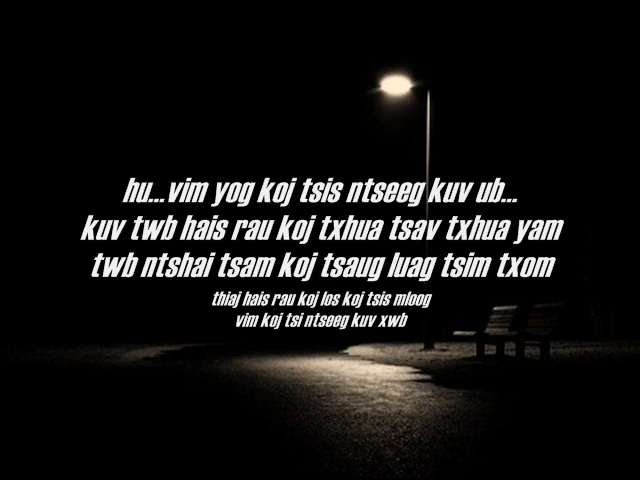 hu...vim yog koj tsis ntseeg kuv ub...
kuv twb hais rau koj txhua tsav txhua yam
twb ntshai tsam koj tsaug luag tsim txom
thiaj hais rau koj los koj tsis mloog
vim koj tsi ntseeg kuv xwb